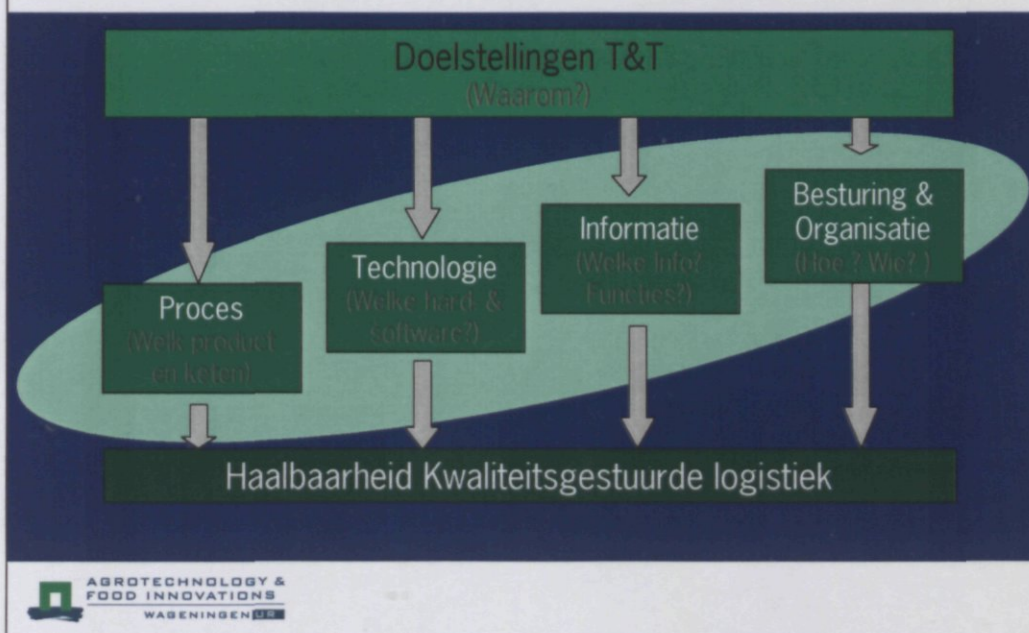 Doelstellingen T&T
(Waarom?)
Proces
(Welk product
en keten)
Technologie
(Welke hard- &
software?)
Informatie
(Welke Info?
Functies?)
Besturing &
Organisatie
(Hoe? Wie?)
Haalbaarheid Kwaliteitsgestuurde logistiek
AGROTECHNOLOGY &
FOOD INNOVATIONS
WAGENINGEN UR